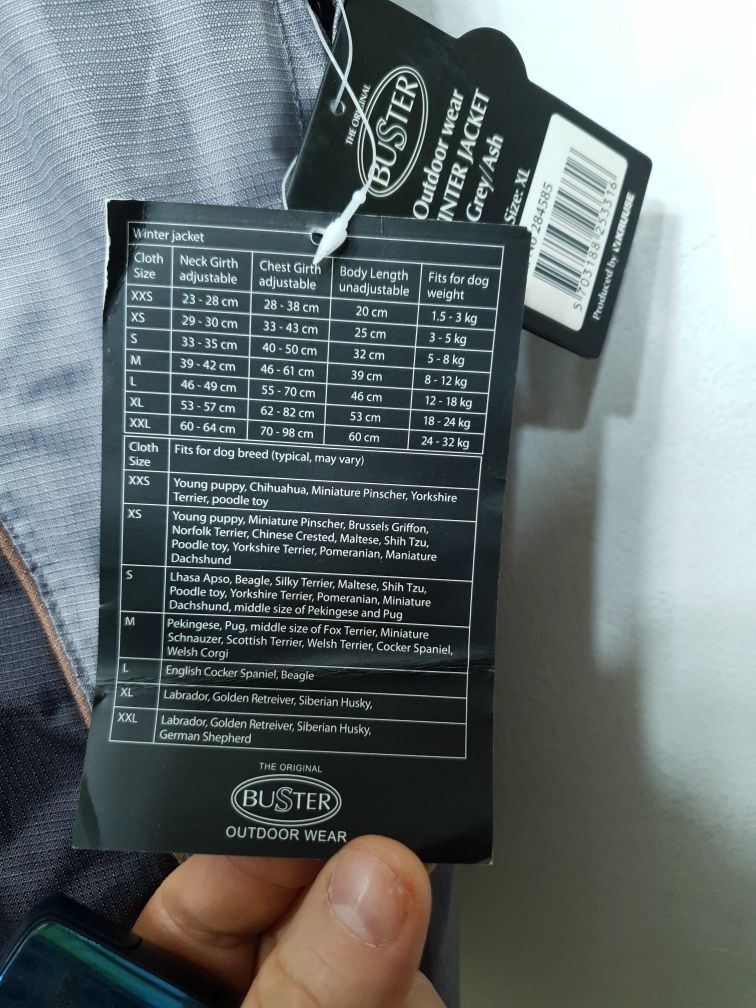 THE ORIGINAL
BUSTER
Outdoor wear
INTER JACKET
Grey/Ash
Size: XL
284585
5703188253316
Produced by KRUUSE
Winter jacket
Cloth Size Neck Girth adjustable Chest Girth adjustable Body Length unadjustable Fits for dog weight
XXS 23 - 28 cm 28 - 38 cm 20 cm 1.5 - 3 kg
XS 29 - 30 cm 33 - 43 cm 25 cm 3 - 5 kg
S 33 - 35 cm 40 - 50 cm 32 cm 5 - 8 kg
M 39 - 42 cm 46 - 61 cm 39 cm 8 - 12 kg
L 46 - 49 cm 55 - 70 cm 46 cm 12 - 18 kg
XL 53 - 57 cm 62 - 82 cm 53 cm 18 - 24 kg
XXL 60 - 64 cm 70 - 98 cm 60 cm 24 - 32 kg
Cloth Size Fits for dog breed (typical, may vary)
XXS Young puppy, Chihuahua, Miniature Pinscher, Yorkshire
Terrier, poodle toy
XS Young puppy, Miniature Pinscher, Brussels Griffon,
Norfolk Terrier, Chinese Crested, Maltese, Shih Tzu,
Poodle toy, Yorkshire Terrier, Pomeranian, Maniature
Dachshund
S Lhasa Apso, Beagle, Silky Terrier, Maltese, Shih Tzu,
Poodle toy, Yorkshire Terrier, Pomeranian, Miniature
Dachshund, middle size of Pekingese and Pug
M Pekingese, Pug, middle size of Fox Terrier, Miniature
Schnauzer, Scottish Terrier, Welsh Terrier, Cocker Spaniel,
Welsh Corgi
L English Cocker Spaniel, Beagle
XL Labrador, Golden Retreiver, Siberian Husky,
XXL Labrador, Golden Retreiver, Siberian Husky,
German Shepherd
THE ORIGINAL
BUSTER
OUTDOOR WEAR